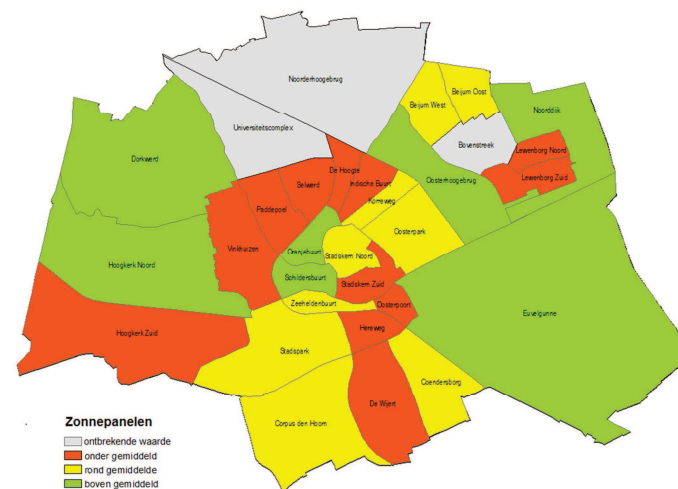 Noorderhoogebrug
Beijum Oost
Beijum West
Noorddijk
Universiteitscomplex
Bovenstreek
Lewenborg Noord
Dorkwerd
De Hoogte
Selwerd
Indische Buurt
Oosterhoogebrug
Lewenborg Zuid
Paddepoel
Korreweg
Oosterpark
Vinkhuizen
Oranjebuurt
Stadskern Noord
Hoogkerk Noord
Schildersbuurt
Stadskern Zuid
Zeeheldenbuurt
Oosterpoort
Euvelgunne
Hoogkerk Zuid
Hereweg
Stadspark
Coendersborg
De Wijert
Corpus den Hoorn
Zonnepanelen
ontbrekende waarde
onder gemiddeld
rond gemiddelde
boven gemiddeld